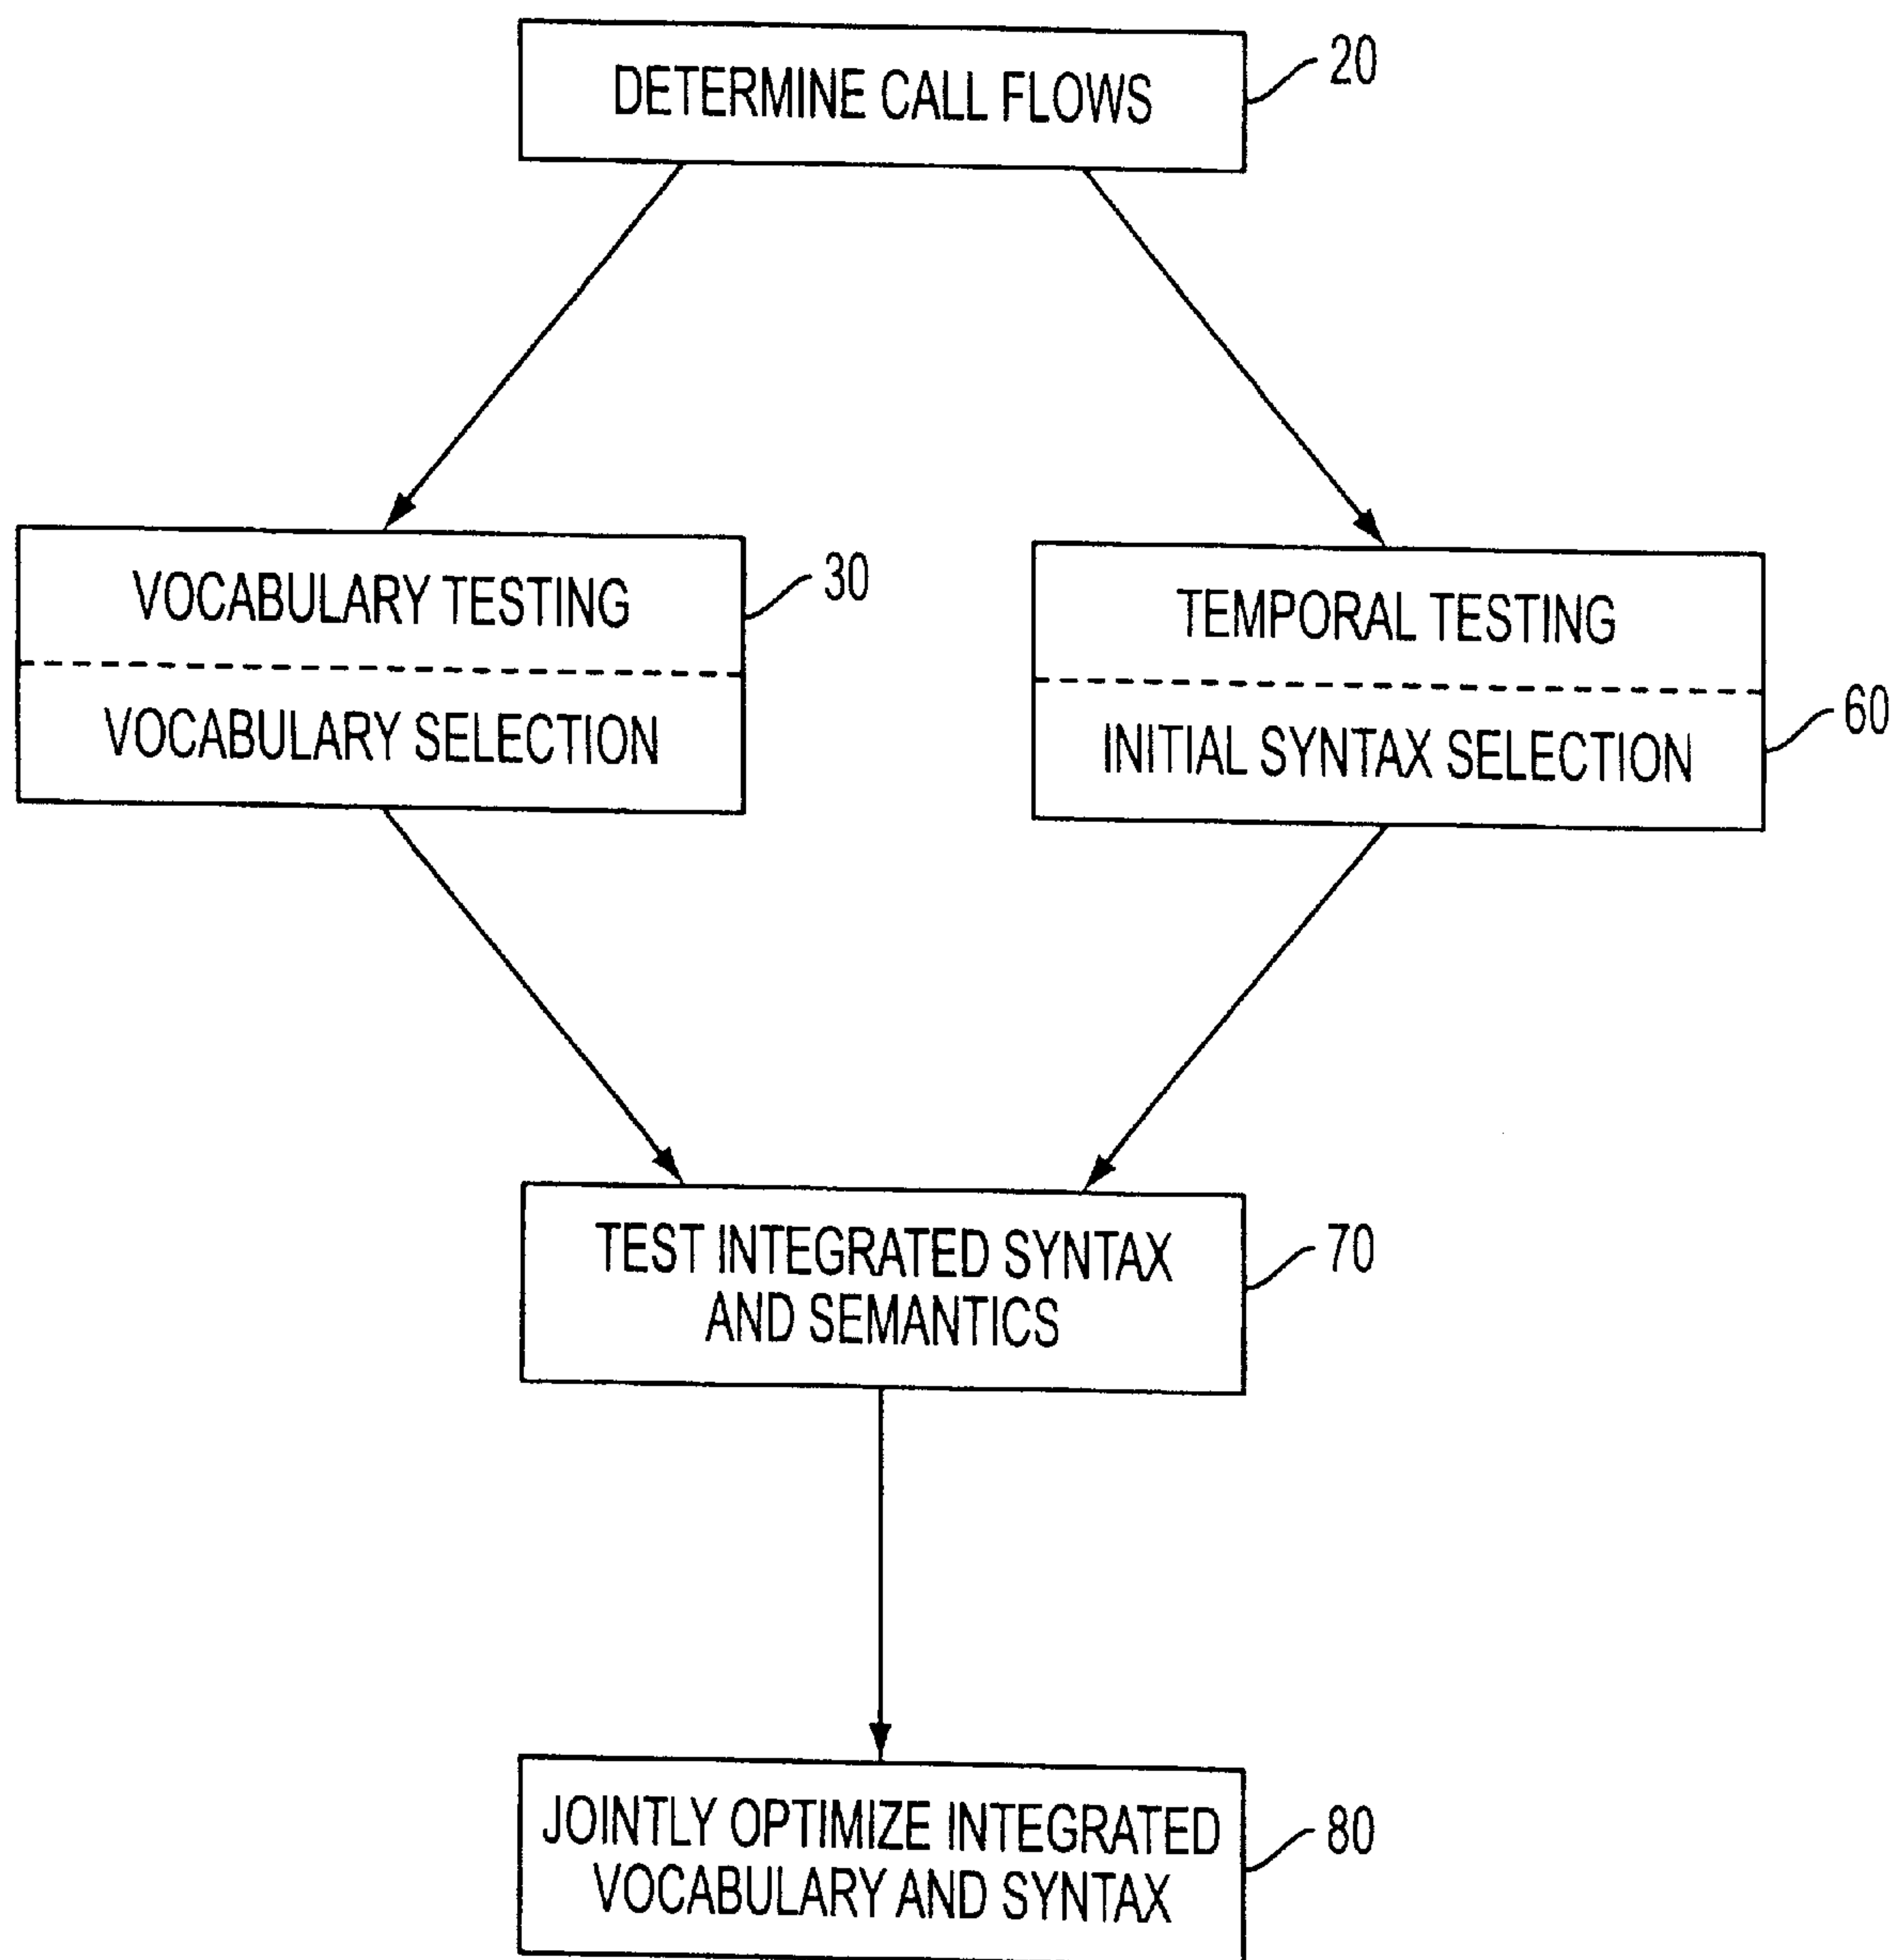 DETERMINE CALL FLOWS
20
VOCABULARY TESTING
30
VOCABULARY SELECTION
TEMPORAL TESTING
INITIAL SYNTAX SELECTION
60
TEST INTEGRATED SYNTAX
AND SEMANTICS
70
JOINTLY OPTIMIZE INTEGRATED
VOCABULARY AND SYNTAX
80